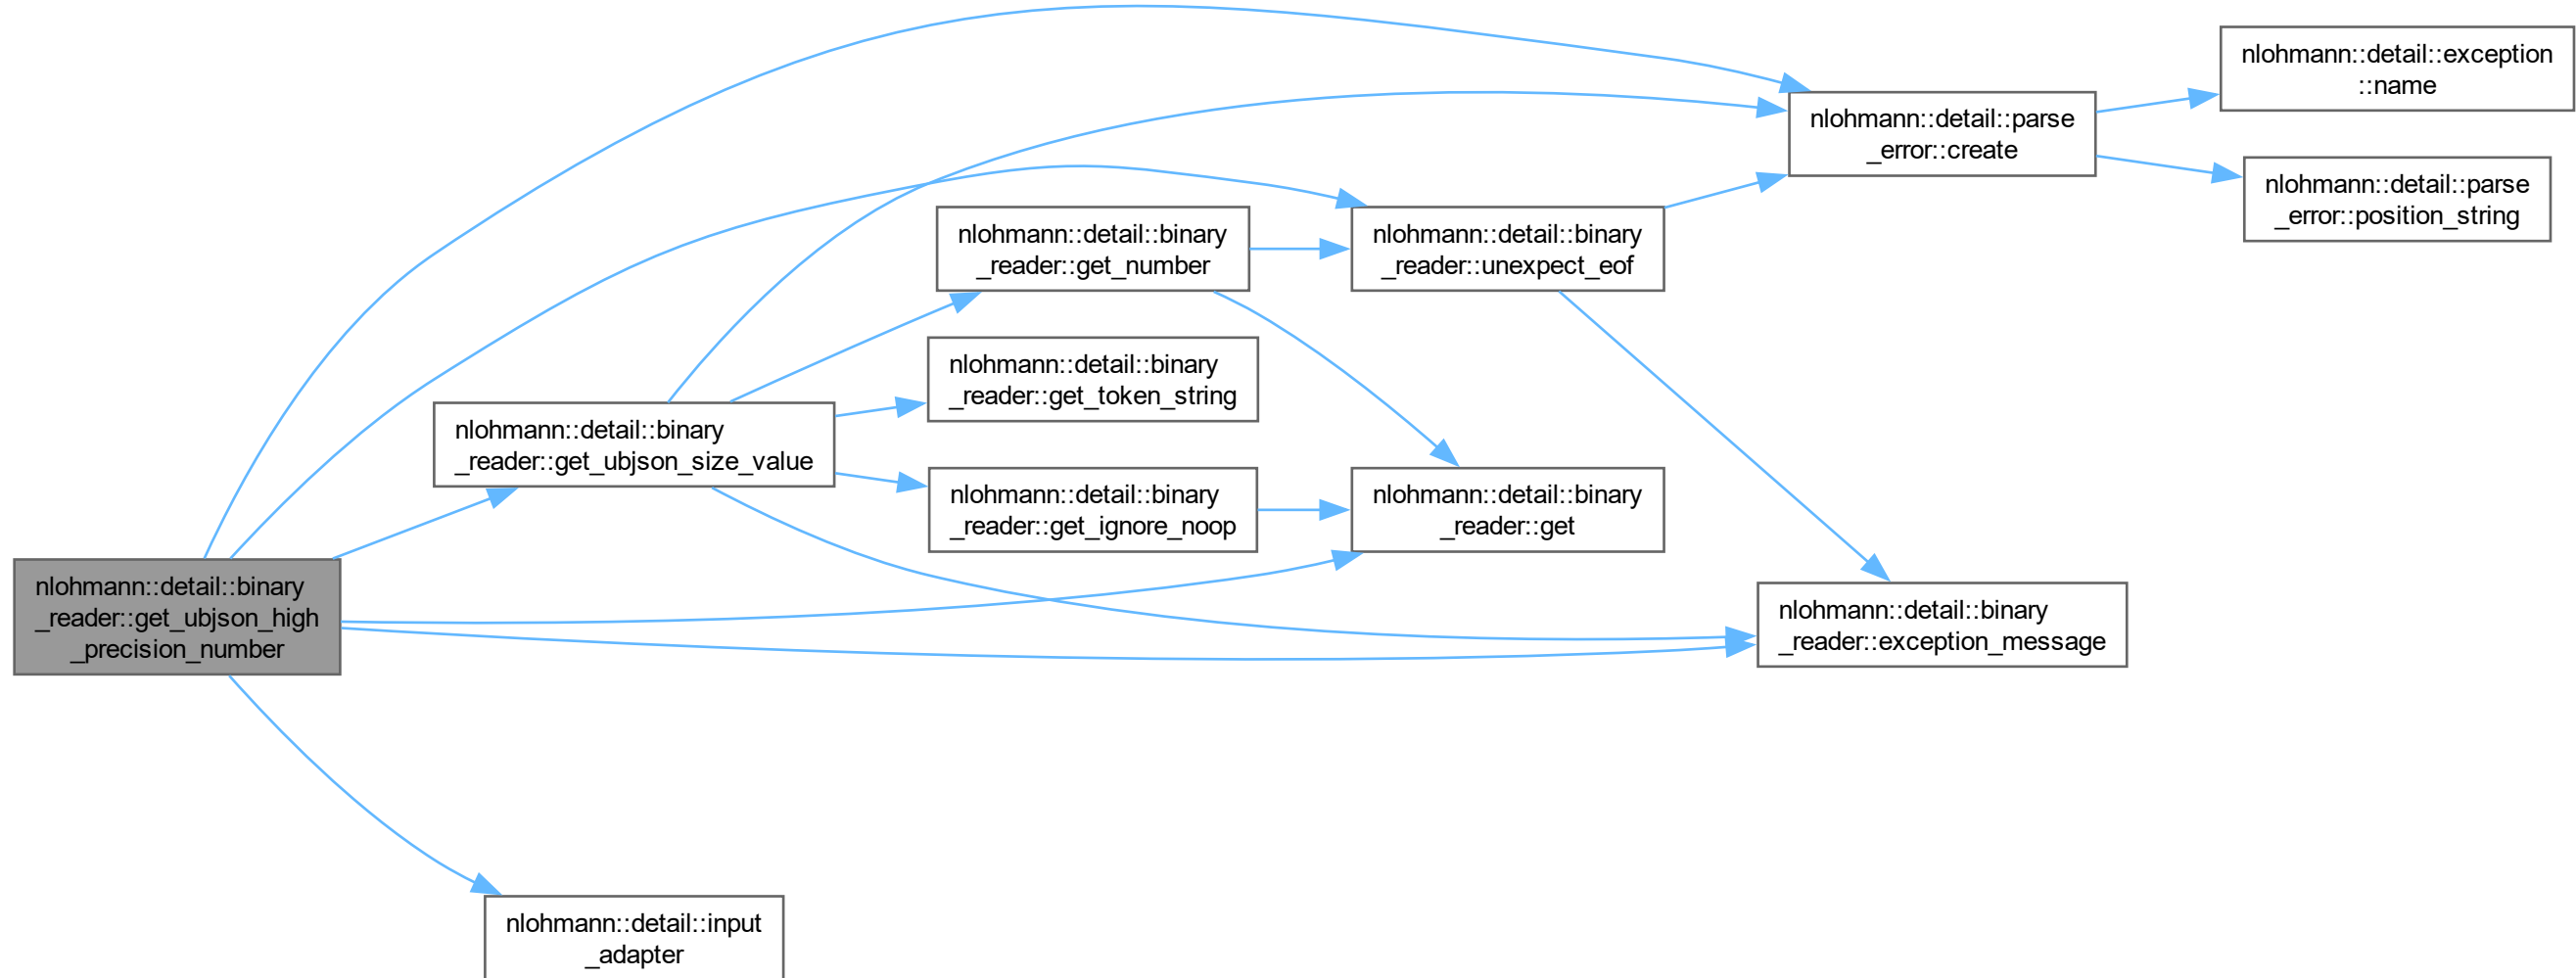 nlohmann::detail::exception
::name
nlohmann::detail::parse
_error::create
nlohmann::detail::parse
_error::position_string
nlohmann::detail::binary
_reader::get_number
nlohmann::detail::binary
_reader::unexpect_eof
nlohmann::detail::binary
_reader::get_token_string
nlohmann::detail::binary
_reader::get_ubjson_size_value
nlohmann::detail::binary
_reader::get_ignore_noop
nlohmann::detail::binary
_reader::get
nlohmann::detail::binary
_reader::get_ubjson_high
_precision_number
nlohmann::detail::binary
_reader::exception_message
nlohmann::detail::input
_adapter